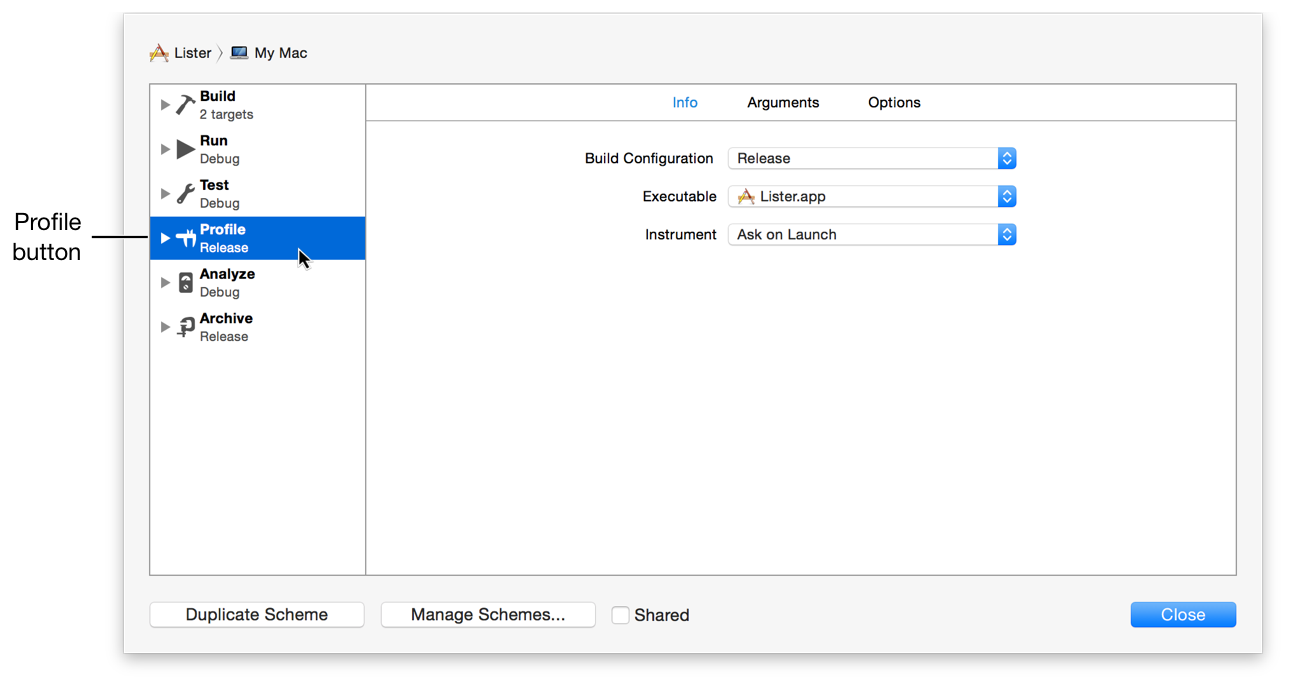 Lister 〉 My Mac
Build
2 targets
Run
Debug
Test
Debug
Profile
Release
Analyze
Debug
Archive
Release
Profile
button
Info Arguments Options
Build Configuration Release
Executable Lister.app
Instrument Ask on Launch
Duplicate Scheme Manage Schemes... Shared Close